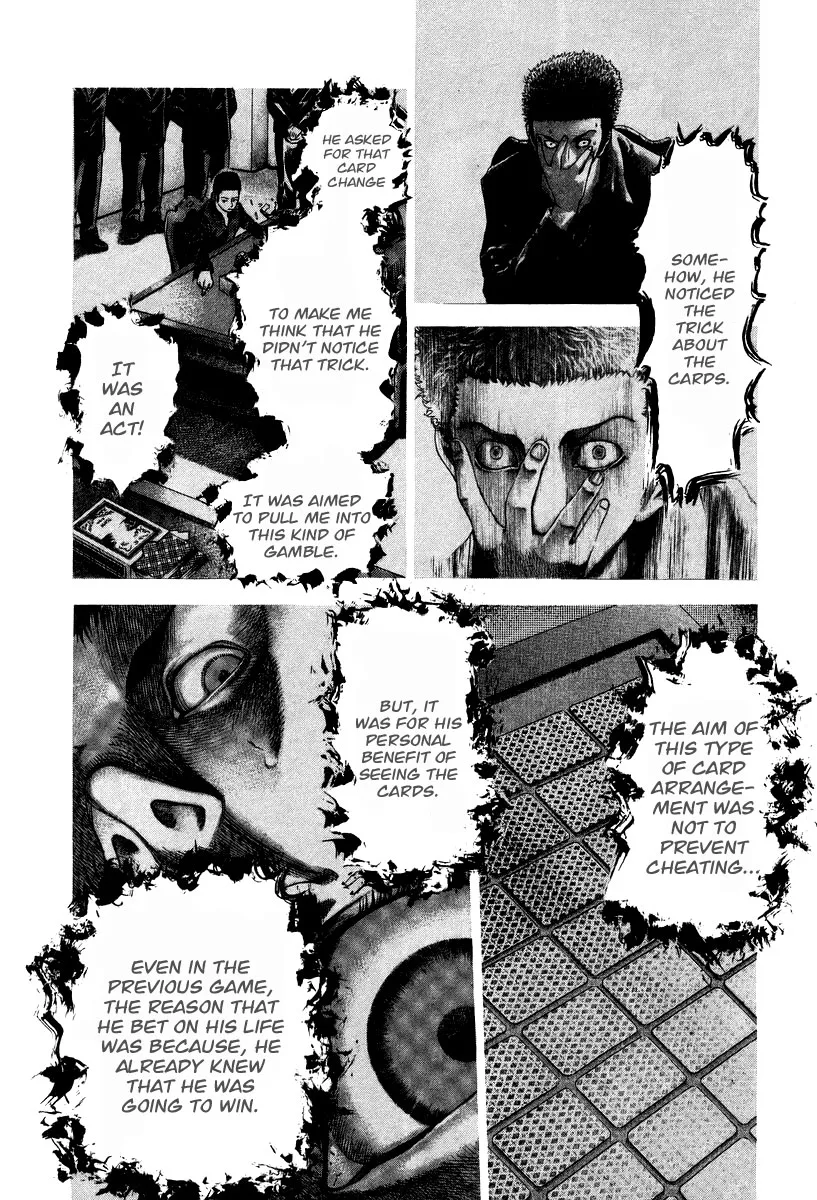 SOME-
HOW, HE
NOTICED
THE
TRICK
ABOUT
THE
CARDS.
HE ASKED
FOR THAT
CARD
CHANGE
TO MAKE ME
THINK THAT HE
DIDN'T NOTICE
THAT TRICK.
IT
WAS
AN
ACT!
IT WAS AIMED
TO PULL ME INTO
THIS KIND OF
GAMBLE.
THE AIM OF
THIS TYPE
OF CARD
ARRANGE-
MENT WAS
NOT TO
PREVENT
CHEATING...
BUT, IT
WAS FOR HIS
PERSONAL
BENEFIT OF
SEEING THE
CARDS.
EVEN IN THE
PREVIOUS GAME,
THE REASON THAT
HE BET ON HIS LIFE
WAS BECAUSE, HE
ALREADY KNEW
THAT HE WAS
GOING TO WIN.